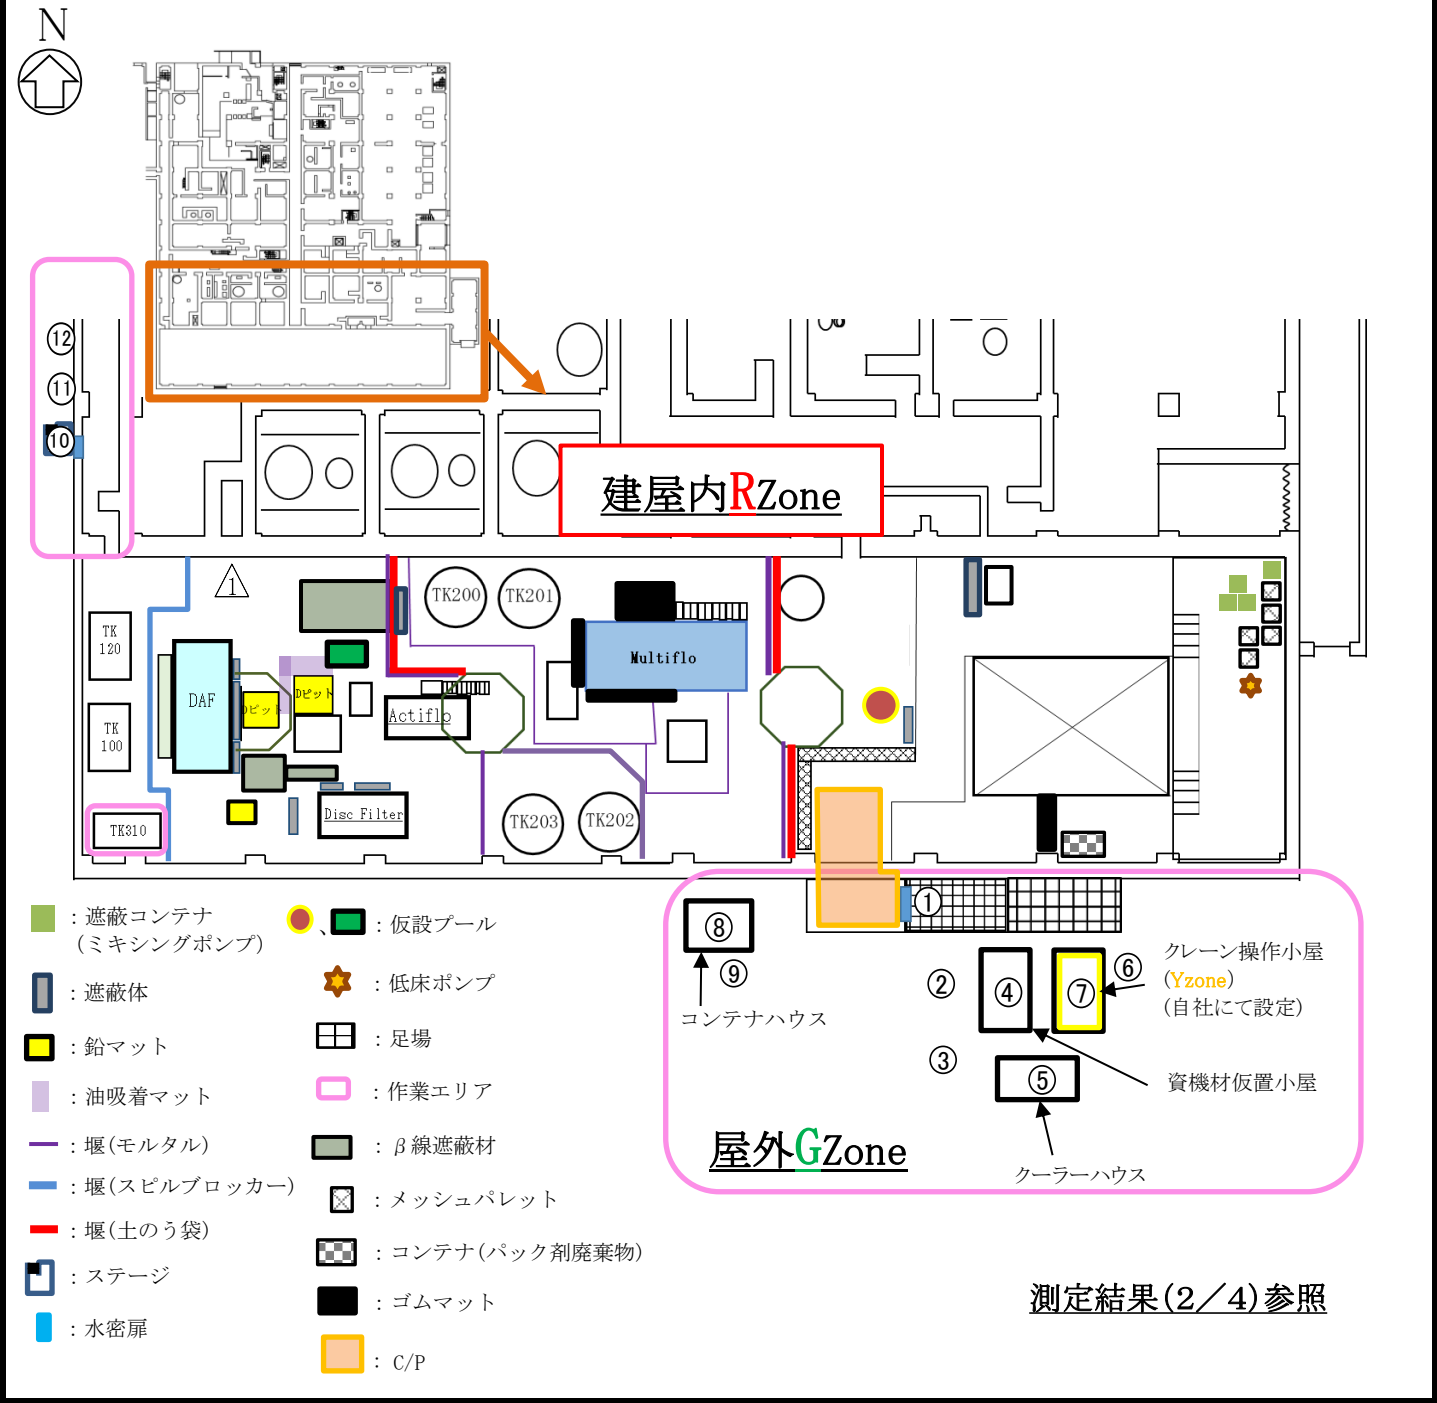 N
⑫
⑪
⑩
建屋内RZone
1
TK
120
TK
100
TK310
DAF
Dピット
Dピット
Actiflo
Disc Filter
TK200
TK201
Multiflo
TK203
TK202
①
②
③
④
⑤
⑥
⑦
⑧
⑨
コンテナハウス
クレーン操作小屋
(Yzone)
(自社にて設定)
資機材仮置小屋
クーラーハウス
屋外GZone
測定結果(2／4)参照
：遮蔽コンテナ
(ミキシングポンプ)
：遮蔽体
：鉛マット
：油吸着マット
：堰(モルタル)
：堰(スピルブロッカー)
：堰(土のう袋)
：ステージ
：水密扉
、：仮設プール
：低床ポンプ
：足場
：作業エリア
：β線遮蔽材
：メッシュパレット
：コンテナ(パック剤廃棄物)
：ゴムマット
：C/P